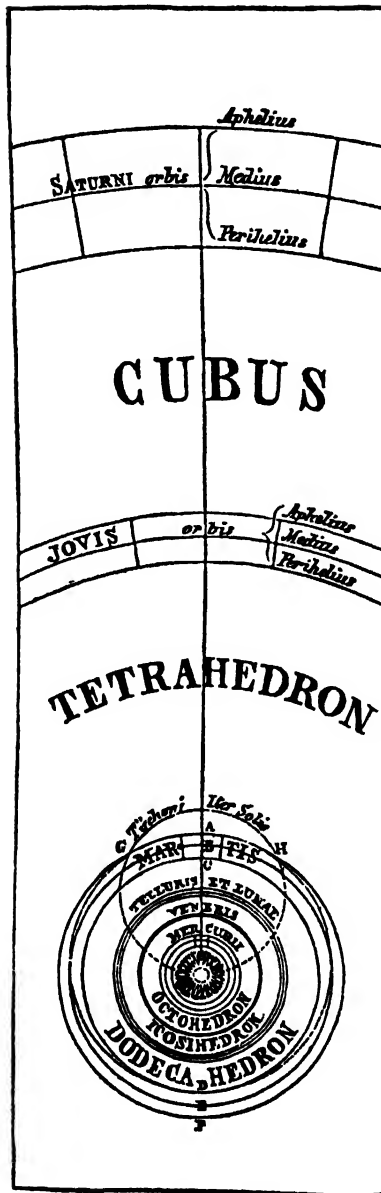 Aphelius
SATURNI orbis
Medius
Perihelius
CUBUS
Aphelius
JOVIS
orbis
Medius
Perihelius
TETRAHEDRON
G Tychoni
Iter Solis
A
MAR B TIS
H
C
TELLURIS ET LUNAE
VENERIS
MERCURII
OCTOHEDRON
ICOSIHEDRON
DODECAHEDRON
D
E
F